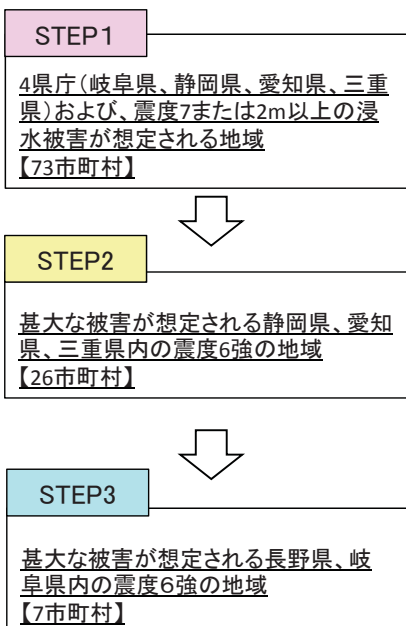 STEP1
4県庁（岐阜県、静岡県、愛知県、三重
県）および、震度7または2m以上の浸
水被害が想定される地域
【73市町村】
STEP2
甚大な被害が想定される静岡県、愛知
県、三重県内の震度6強の地域
【26市町村】
STEP3
甚大な被害が想定される長野県、岐
阜県内の震度６強の地域
【7市町村】